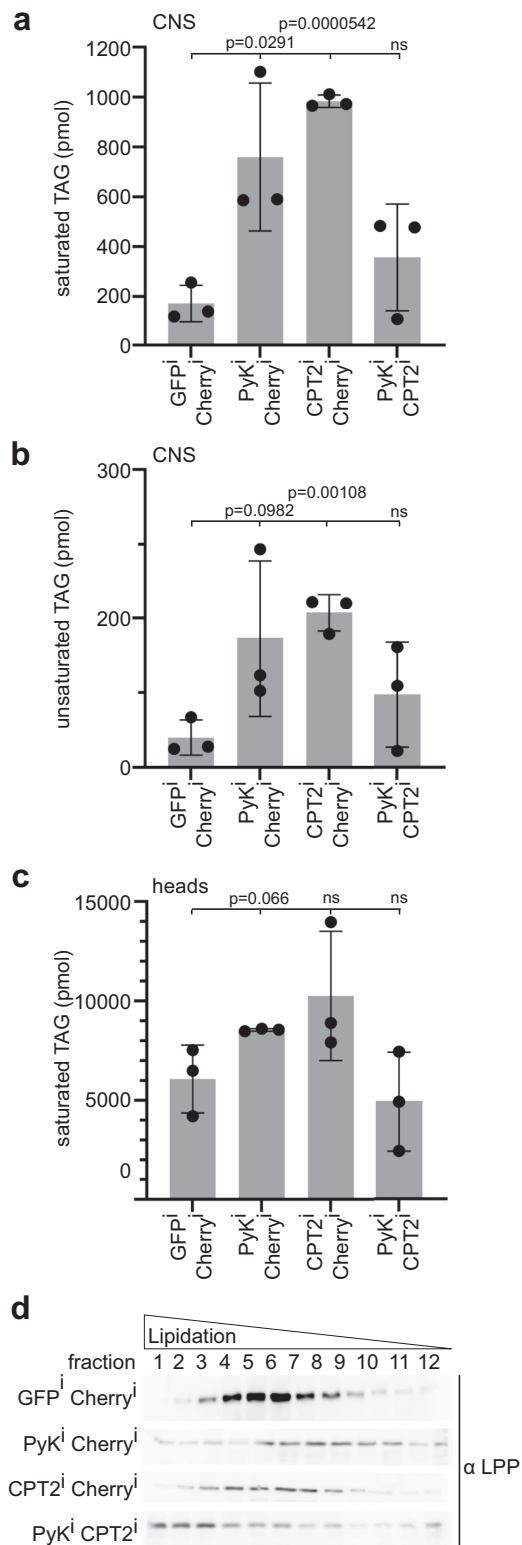 a
CNS
p=0.0000542
p=0.0291
ns
saturated TAG (pmol)
1200
1000
800
600
400
200
0
GFPⁱ Cherryⁱ
PyKⁱ Cherryⁱ
CPT2ⁱ Cherryⁱ
PyKⁱ CPT2ⁱ
b
CNS
p=0.00108
p=0.0982
ns
unsaturated TAG (pmol)
300
200
0
GFPⁱ Cherryⁱ
PyKⁱ Cherryⁱ
CPT2ⁱ Cherryⁱ
PyKⁱ CPT2ⁱ
c
heads
p=0.066
ns
ns
saturated TAG (pmol)
15000
10000
5000
0
GFPⁱ Cherryⁱ
PyKⁱ Cherryⁱ
CPT2ⁱ Cherryⁱ
PyKⁱ CPT2ⁱ
d
Lipidation
fraction 1 2 3 4 5 6 7 8 9 10 11 12
GFPⁱ Cherryⁱ
PyKⁱ Cherryⁱ
CPT2ⁱ Cherryⁱ
PyKⁱ CPT2ⁱ
α LPP